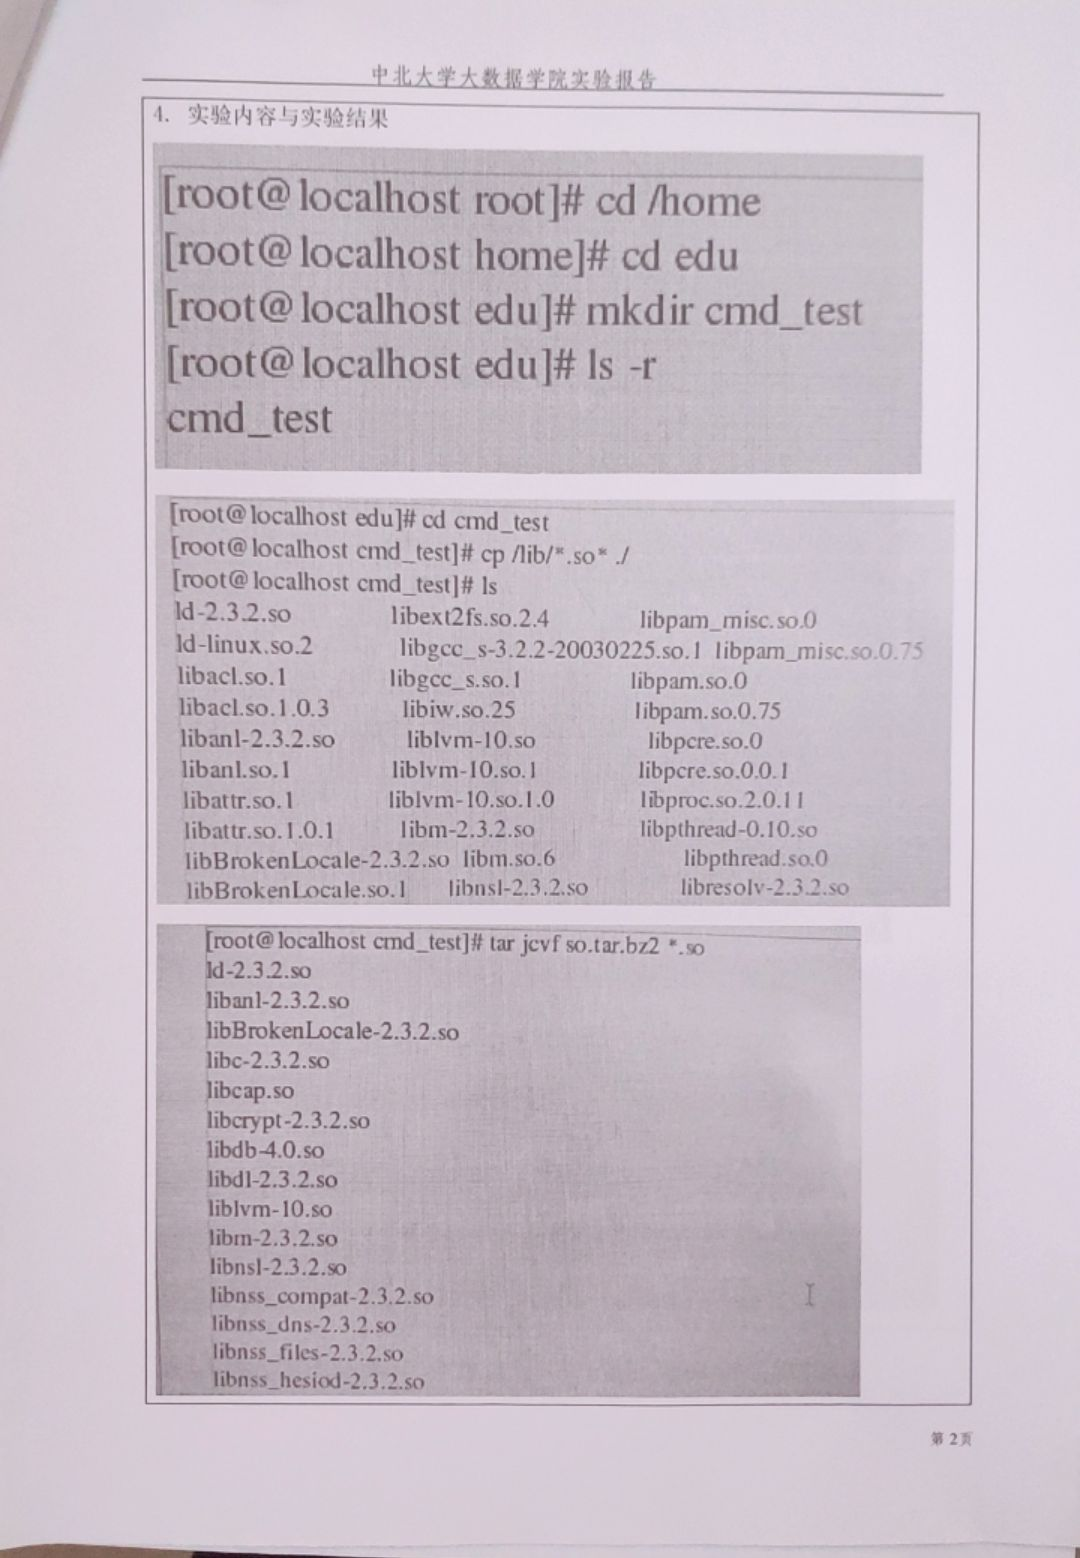 中北大学大数据学院实验报告
4. 实验内容与实验结果
[root@localhost root]# cd /home
[root@localhost home]# cd edu
[root@localhost edu]# mkdir cmd_test
[root@localhost edu]# ls -r
cmd_test
[root@localhost edu]# cd cmd_test
[root@localhost cmd_test]# cp /lib/*.so* ./
[root@localhost cmd_test]# ls
ld-2.3.2.so libext2fs.so.2.4 libpam_misc.so.0
ld-linux.so.2 libgcc_s-3.2.2-20030225.so.1 libpam_misc.so.0.75
libacl.so.1 libgcc_s.so.1 libpam.so.0
libacl.so.1.0.3 libiw.so.25 libpam.so.0.75
libanl-2.3.2.so liblvm-10.so libpcre.so.0
libanl.so.1 liblvm-10.so.1 libpcre.so.0.0.1
libattr.so.1 liblvm-10.so.1.0 libproc.so.2.0.11
libattr.so.1.0.1 libm-2.3.2.so libpthread-0.10.so
libBrokenLocale-2.3.2.so libm.so.6 libpthread.so.0
libBrokenLocale.so.1 libnsl-2.3.2.so libresolv-2.3.2.so
[root@localhost cmd_test]# tar jcvf so.tar.bz2 *.so
ld-2.3.2.so
libanl-2.3.2.so
libBrokenLocale-2.3.2.so
libc-2.3.2.so
libcap.so
libcrypt-2.3.2.so
libdb-4.0.so
libdl-2.3.2.so
liblvm-10.so
libm-2.3.2.so
libnsl-2.3.2.so
libnss_compat-2.3.2.so
libnss_dns-2.3.2.so
libnss_files-2.3.2.so
libnss_hesiod-2.3.2.so
第 2页